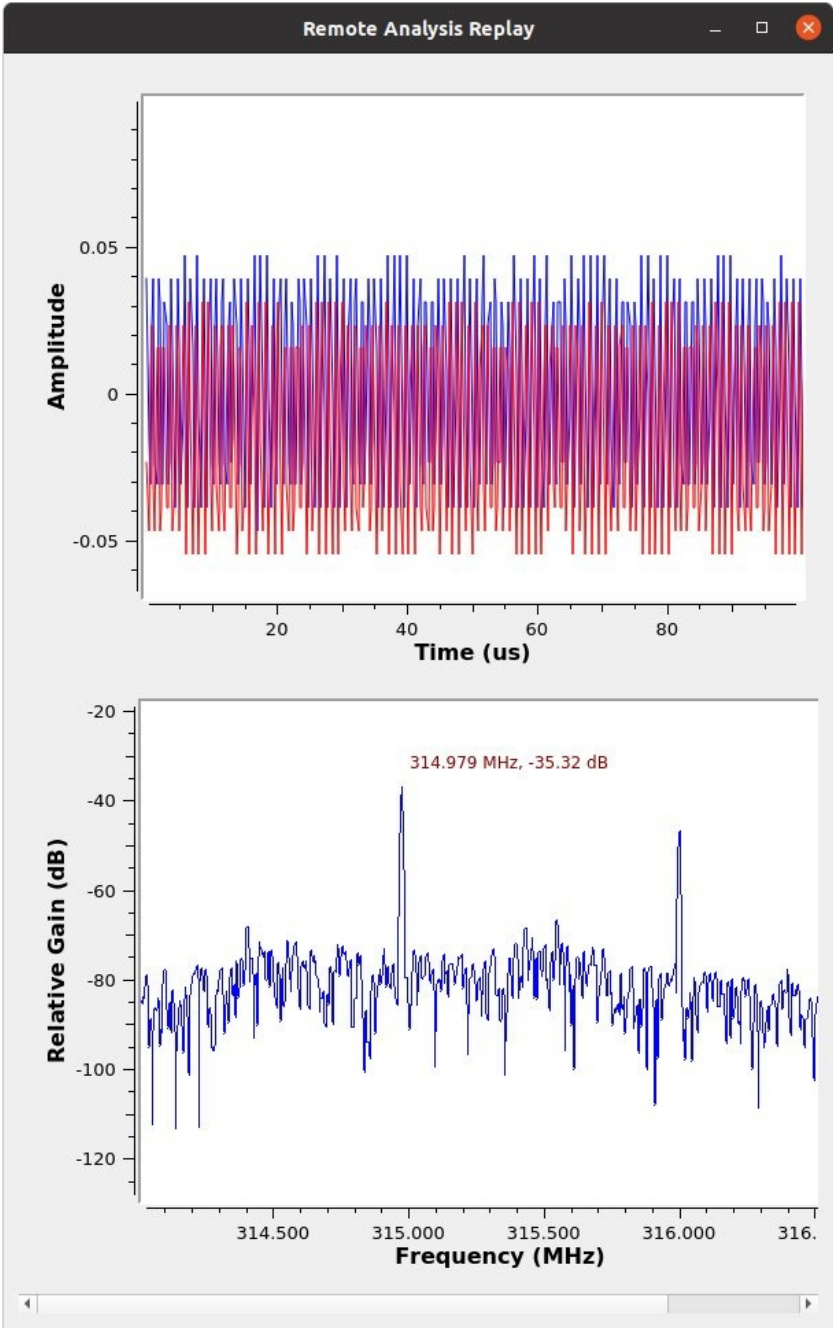 Remote Analysis Replay
0.05
0
-0.05
Amplitude
20 40 60 80
Time (us)
-20
314.979 MHz, -35.32 dB
-40
-60
-80
-100
-120
Relative Gain (dB)
314.500 315.000 315.500 316.000 316.
Frequency (MHz)